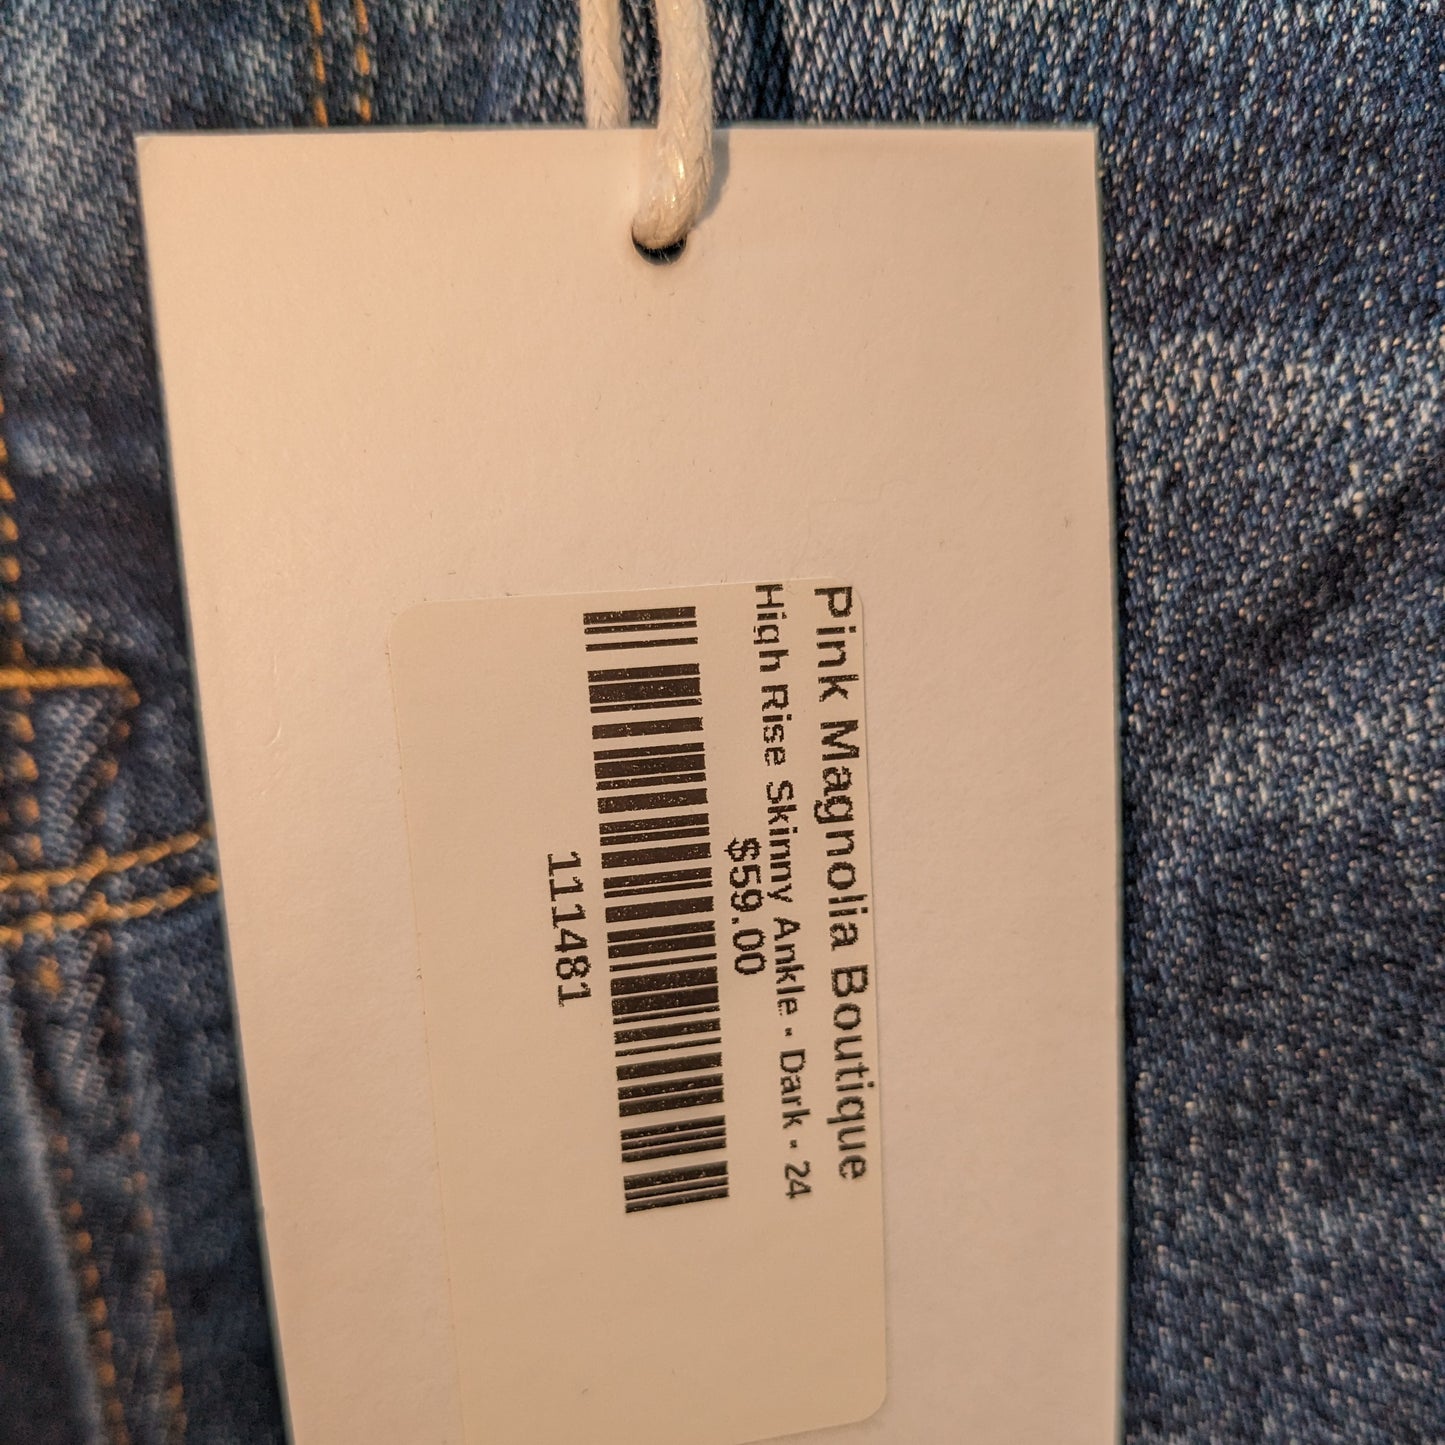 Pink Magnolia Boutique
High Rise Skinny Ankle - Dark - 24
$59.00
111481